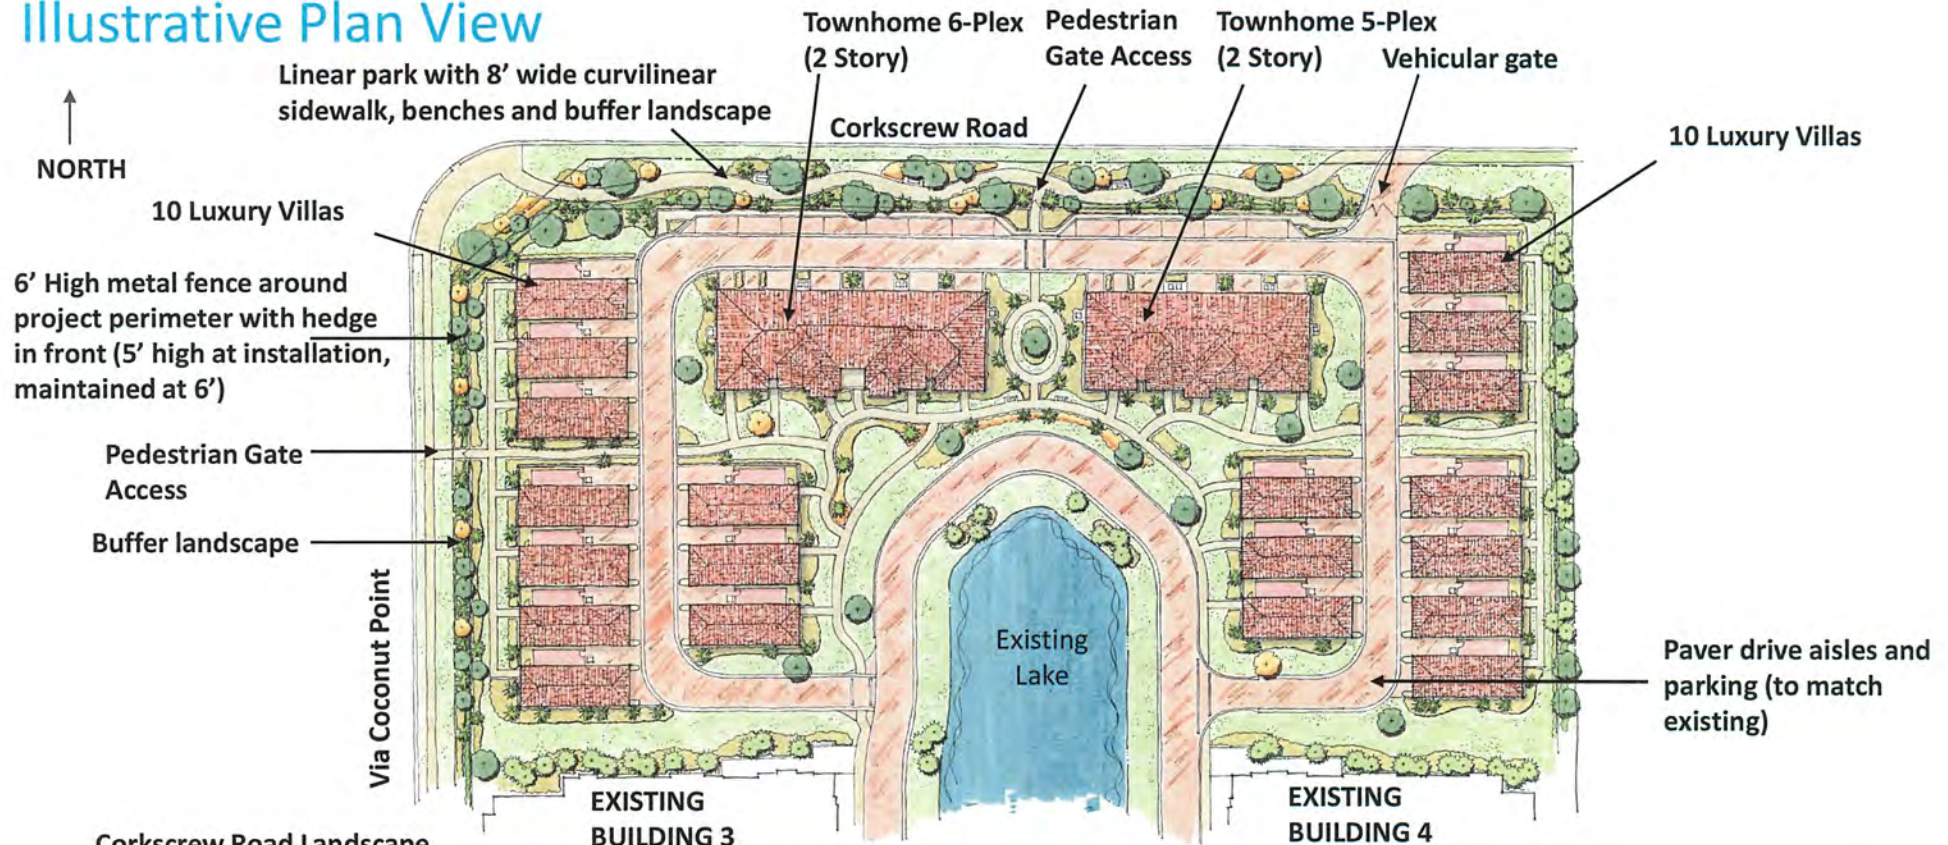 Illustrative Plan View
NORTH
Linear park with 8’ wide curvilinear
sidewalk, benches and buffer landscape
Townhome 6-Plex
(2 Story)
Pedestrian
Gate Access
Townhome 5-Plex
(2 Story)
Vehicular gate
Corkscrew Road
10 Luxury Villas
10 Luxury Villas
6’ High metal fence around
project perimeter with hedge
in front (5’ high at installation,
maintained at 6’)
Pedestrian Gate
Access
Buffer landscape
Via Coconut Point
Existing
Lake
Paver drive aisles and
parking (to match
existing)
EXISTING
BUILDING 3
EXISTING
BUILDING 4
Corkscrew Road Landscape